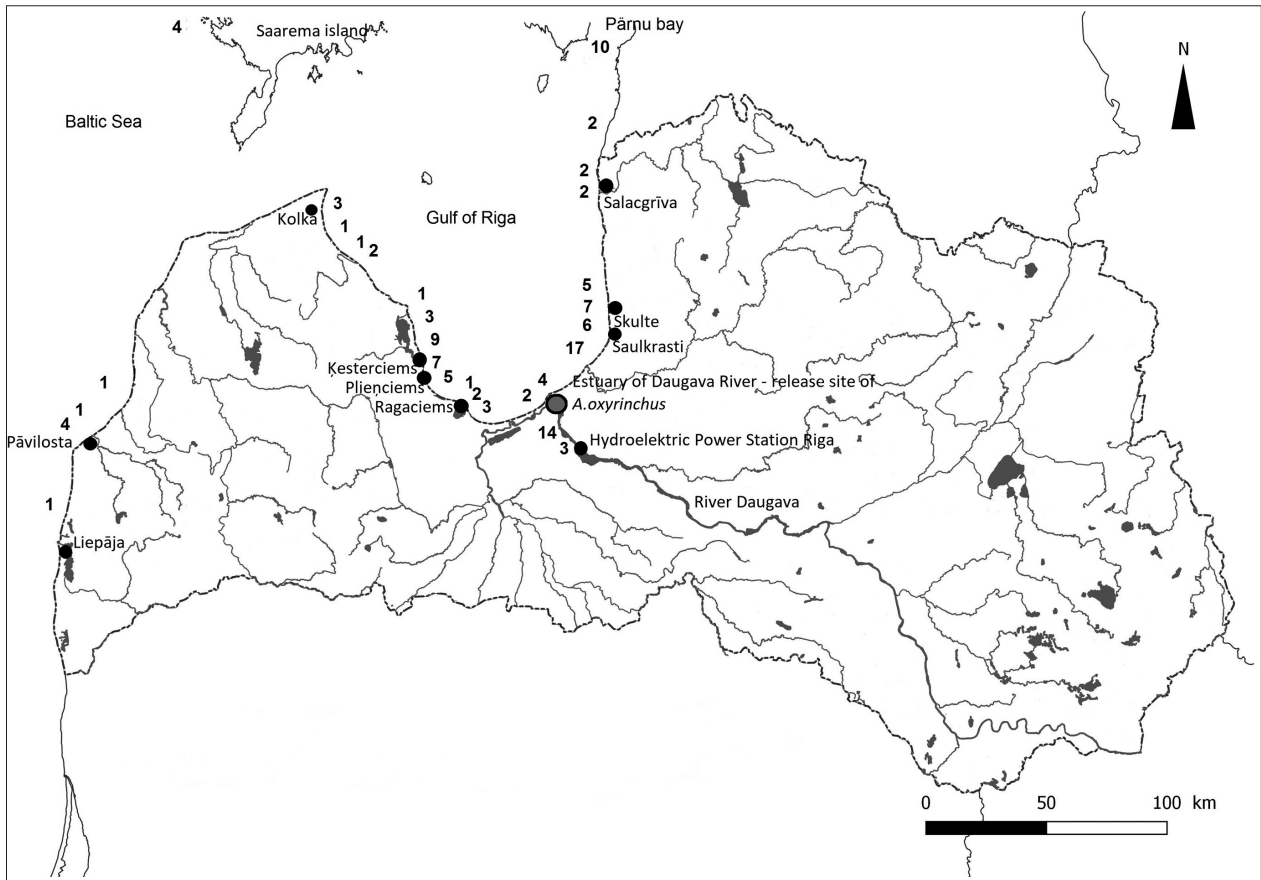 4
Saarema island
Pärnu bay
10
N
Baltic Sea
2
2
2
Salacgrīva
3
Kolka
Gulf of Riga
1
1
2
1
3
5
7
Skulte
6
Saulkrasti
9
7
Ķesterciems
17
Plieņciems
5
1
2
Ragaciems
3
1
1
4
Pāvilosta
4
2
Estuary of Daugava River - release site of
A.oxyrinchus
14
Hydroelektric Power Station Riga
3
River Daugava
1
Liepāja
0 50 100 km